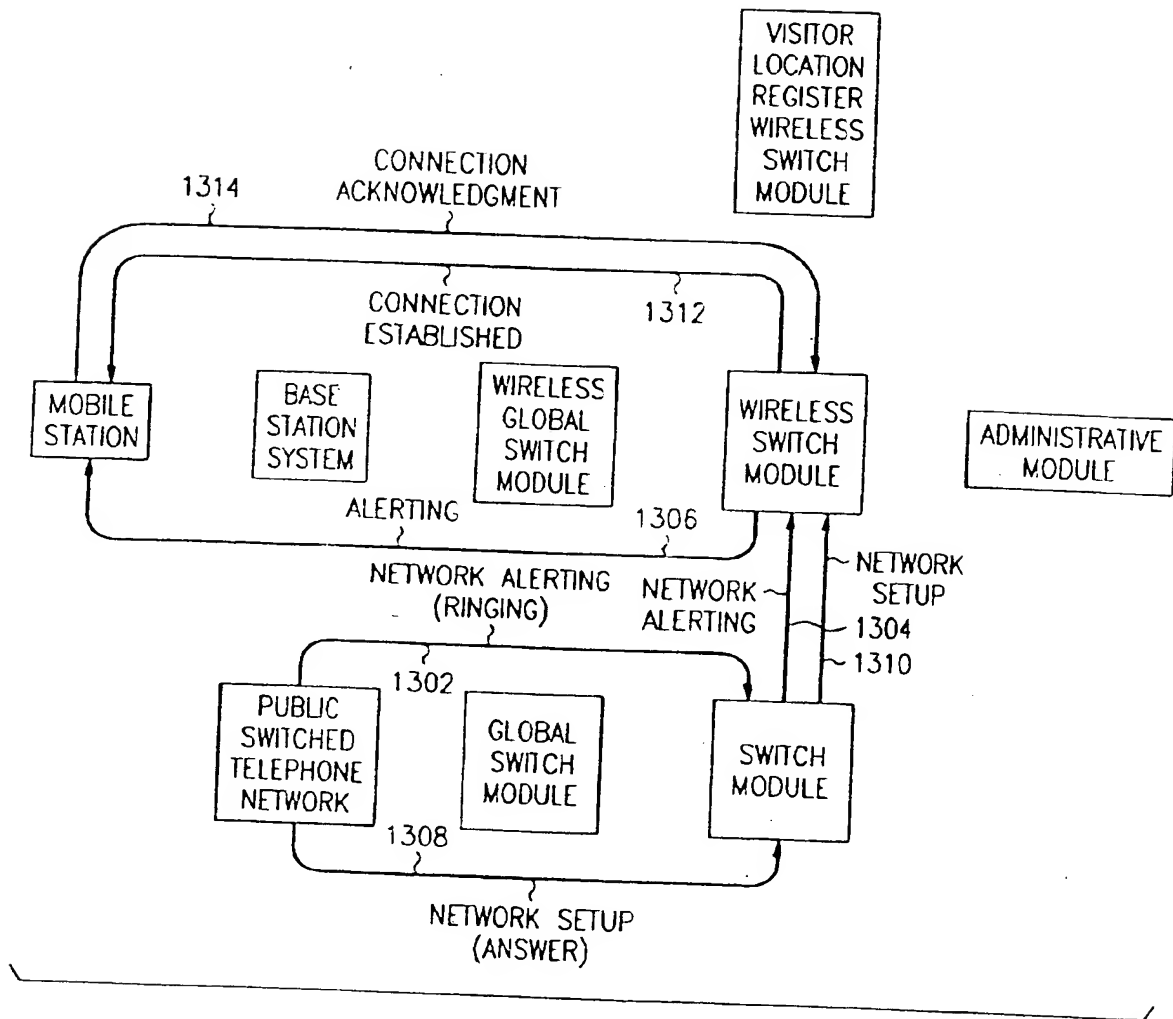 VISITOR
LOCATION
REGISTER
WIRELESS
SWITCH
MODULE
CONNECTION
ACKNOWLEDGMENT
1314
CONNECTION
ESTABLISHED
1312
MOBILE
STATION
BASE
STATION
SYSTEM
WIRELESS
GLOBAL
SWITCH
MODULE
WIRELESS
SWITCH
MODULE
ADMINISTRATIVE
MODULE
ALERTING
1306
NETWORK ALERTING
(RINGING)
NETWORK
ALERTING
NETWORK
SETUP
1304
1310
1302
PUBLIC
SWITCHED
TELEPHONE
NETWORK
GLOBAL
SWITCH
MODULE
SWITCH
MODULE
1308
NETWORK SETUP
(ANSWER)